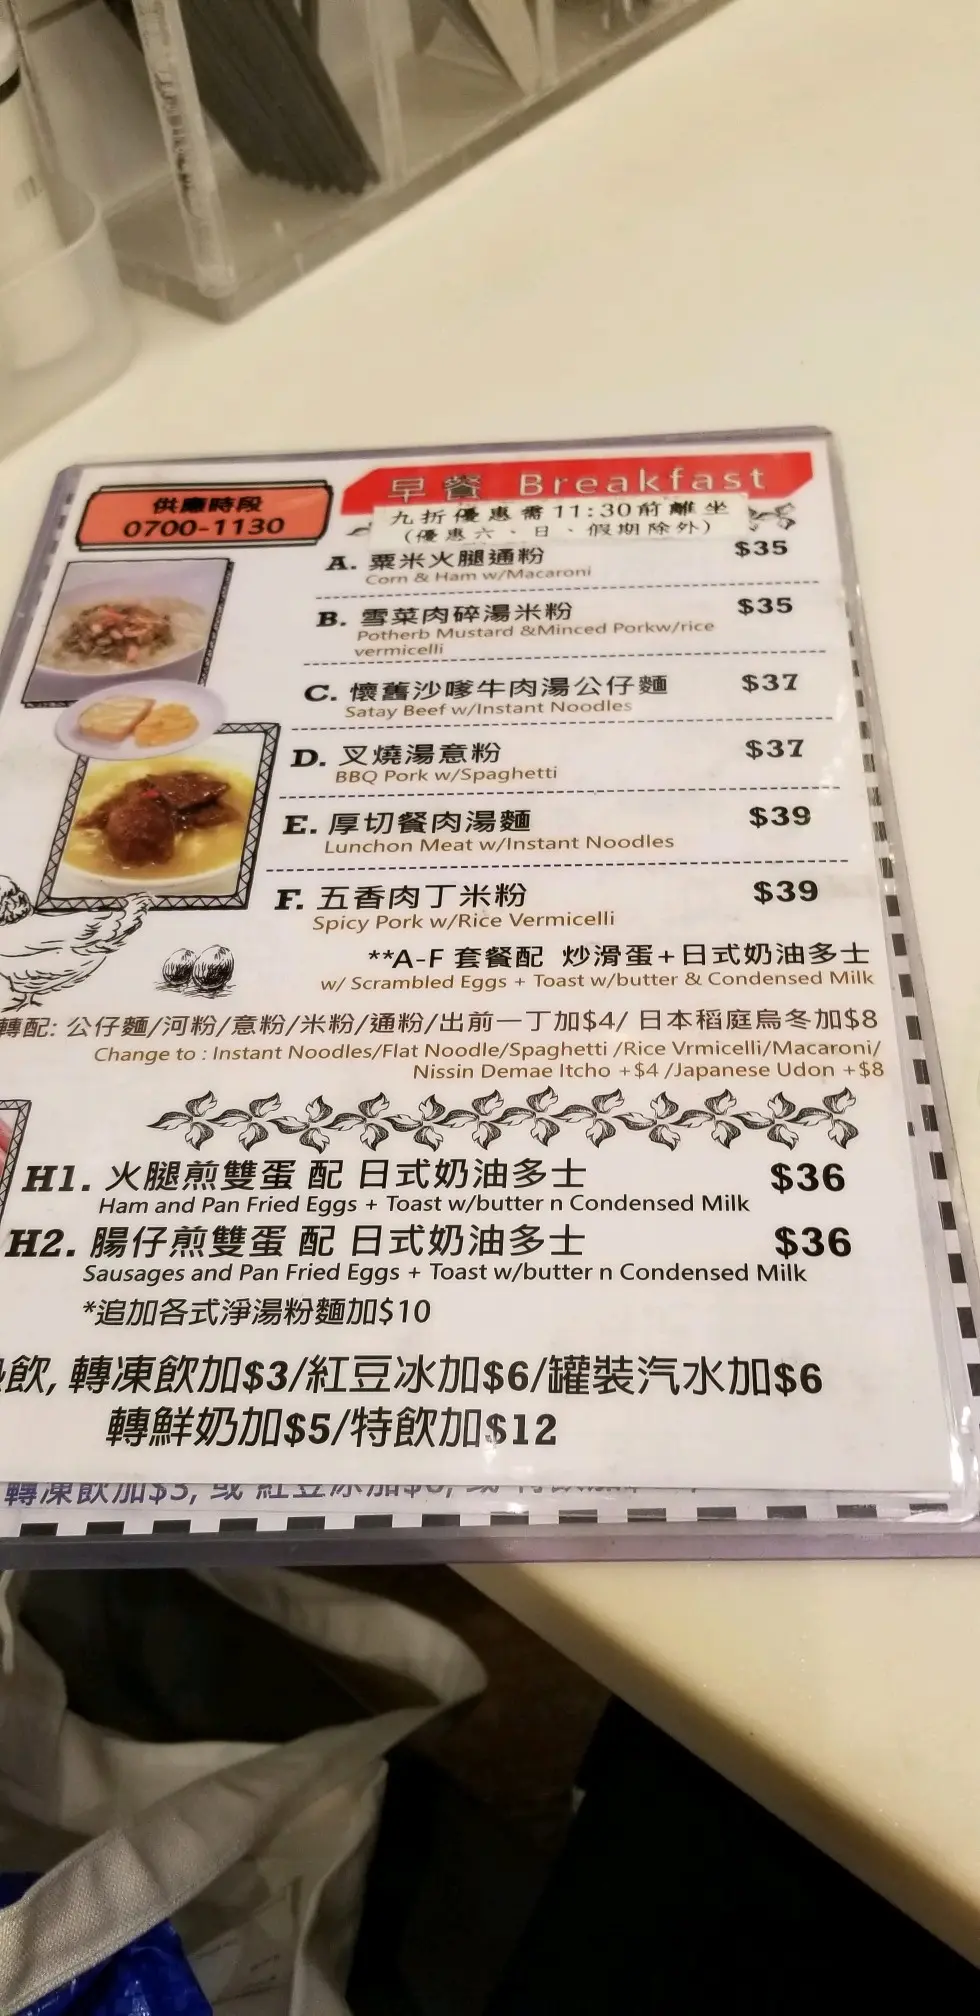 供應時段
0700-1130
早餐 Breakfast
九折優惠需11:30前離坐
(優惠六、日、假期除外)
A. 粟米火腿通粉 $35
Corn & Ham w/Macaroni
B. 雪菜肉碎湯米粉 $35
Potherb Mustard &Minced Porkw/rice
vermicelli
C. 懷舊沙嗲牛肉湯公仔麵 $37
Satay Beef w/Instant Noodles
D. 叉燒湯意粉 $37
BBQ Pork w/Spaghetti
E. 厚切餐肉湯麵 $39
Lunchon Meat w/Instant Noodles
F. 五香肉丁米粉 $39
Spicy Pork w/Rice Vermicelli
**A-F 套餐配 炒滑蛋+日式奶油多士
w/ Scrambled Eggs + Toast w/butter & Condensed Milk
轉配: 公仔麵/河粉/意粉/米粉/通粉/出前一丁加$4/ 日本稻庭烏冬加$8
Change to : Instant Noodles/Flat Noodle/Spaghetti /Rice Vrmicelli/Macaroni/
Nissin Demae Itcho +$4 /Japanese Udon +$8
H1. 火腿煎雙蛋 配 日式奶油多士 $36
Ham and Pan Fried Eggs + Toast w/butter n Condensed Milk
H2. 腸仔煎雙蛋 配 日式奶油多士 $36
Sausages and Pan Fried Eggs + Toast w/butter n Condensed Milk
*追加各式淨湯粉麵加$10
飲, 轉凍飲加$3/紅豆冰加$6/罐裝汽水加$6
轉鮮奶加$5/特飲加$12
轉凍飲加$3, 或 紅豆冰加$6,